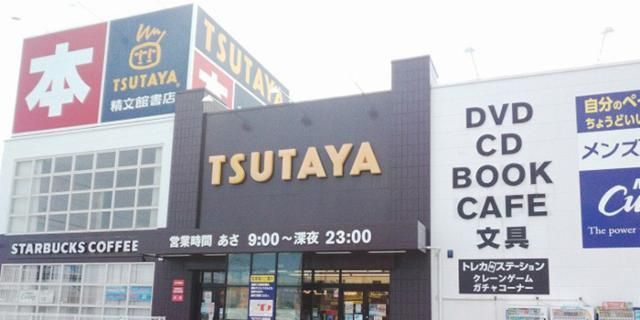 本
TSUTAYA
精文館書店
TSUTAYA
本
TSUTAYA
STARBUCKS COFFEE
営業時間 あさ 9:00~深夜 23:00
DVD
CD
BOOK
CAFE
文具
トレカステーション
クレーンゲーム
ガチャコーナー
自分の
ちょうどいい
メンズ
The power